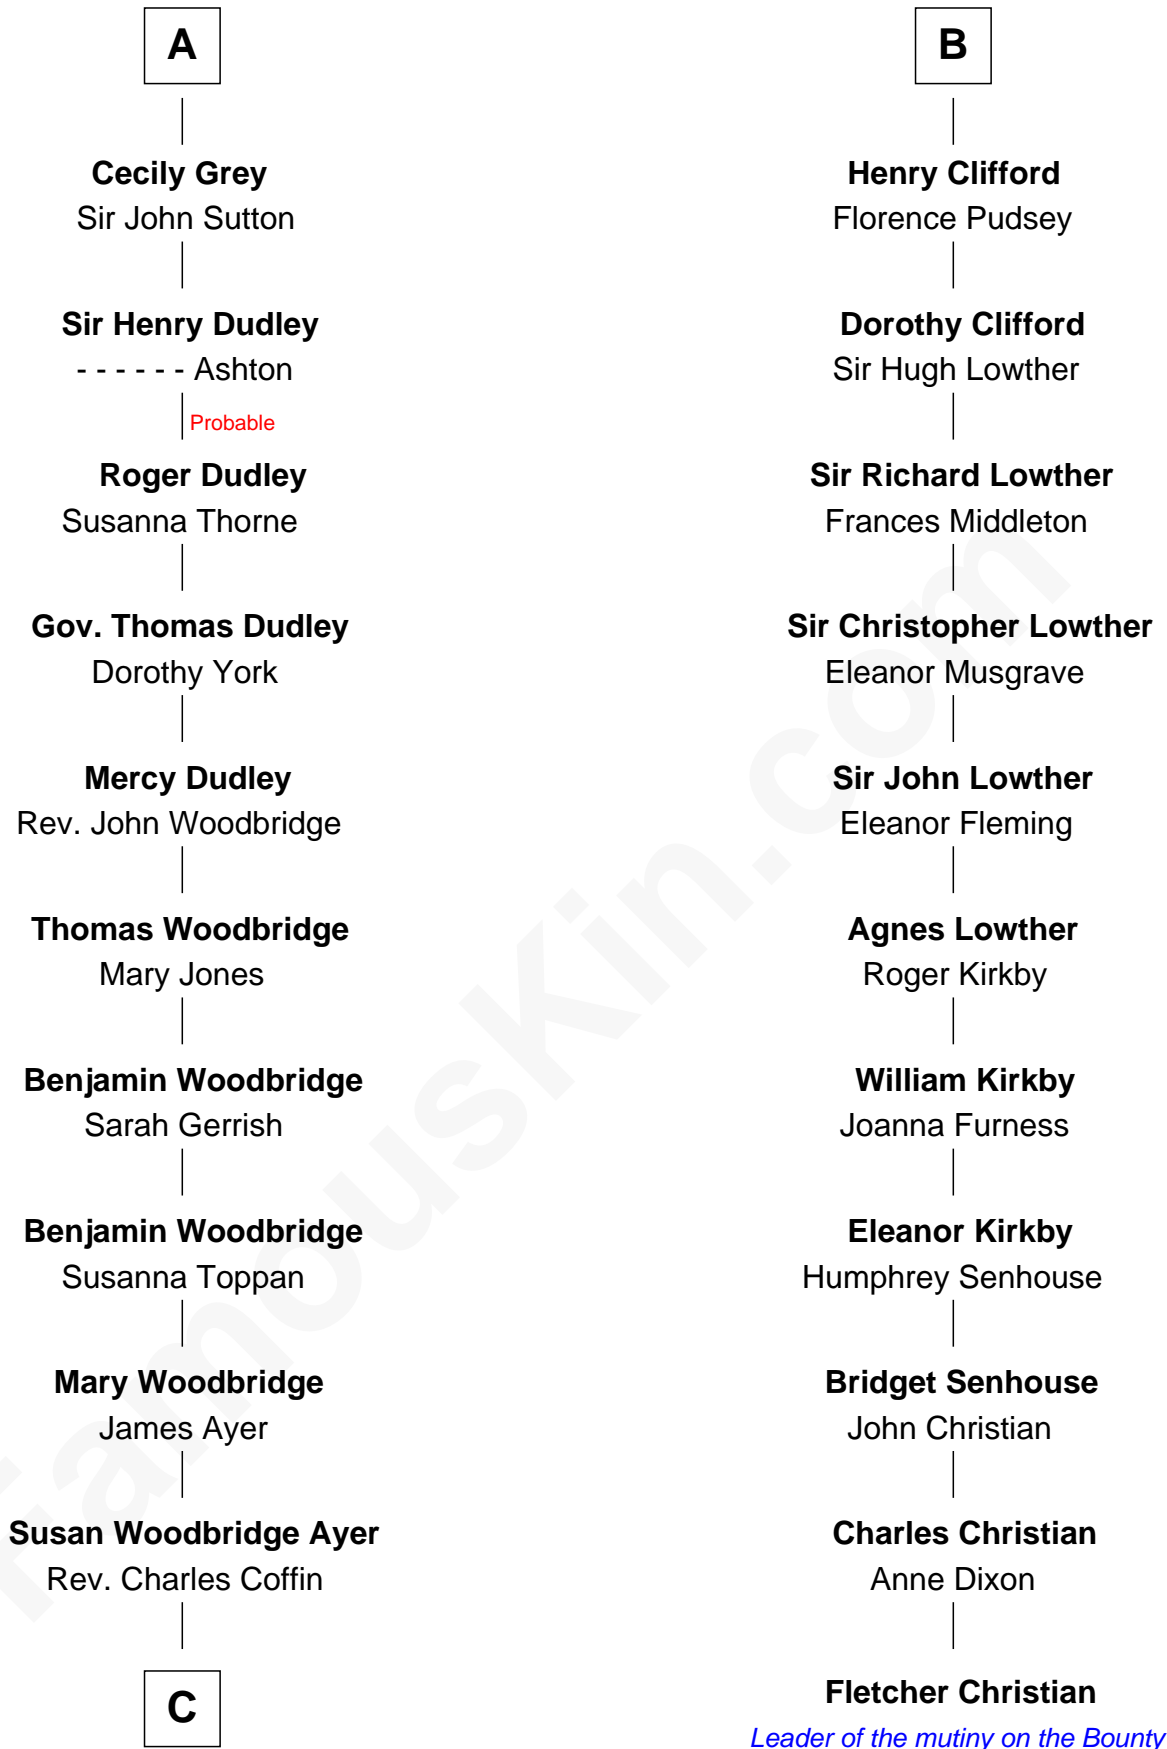 A
Cecily Grey
Sir John Sutton
Sir Henry Dudley
- - - - - - Ashton
Probable
Roger Dudley
Susanna Thorne
Gov. Thomas Dudley
Dorothy York
Mercy Dudley
Rev. John Woodbridge
Thomas Woodbridge
Mary Jones
Benjamin Woodbridge
Sarah Gerrish
Benjamin Woodbridge
Susanna Toppan
Mary Woodbridge
James Ayer
Susan Woodbridge Ayer
Rev. Charles Coffin
C
B
Henry Clifford
Florence Pudsey
Dorothy Clifford
Sir Hugh Lowther
Sir Richard Lowther
Frances Middleton
Sir Christopher Lowther
Eleanor Musgrave
Sir John Lowther
Eleanor Fleming
Agnes Lowther
Roger Kirkby
William Kirkby
Joanna Furness
Eleanor Kirkby
Humphrey Senhouse
Bridget Senhouse
John Christian
Charles Christian
Anne Dixon
Fletcher Christian
Leader of the mutiny on the Bounty
FamousKin.com